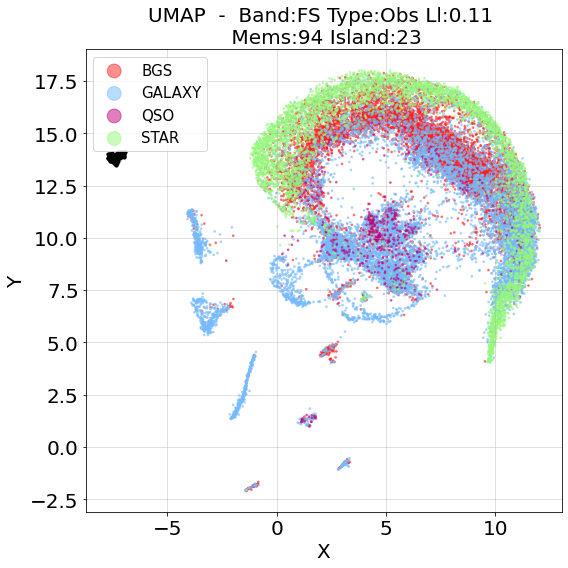 UMAP  -  Band:FS Type:Obs Ll:0.11
Mems:94 Island:23
BGS
GALAXY
QSO
STAR
17.5
15.0
12.5
10.0
7.5
5.0
2.5
0.0
−2.5
Y
−5
0
5
10
X